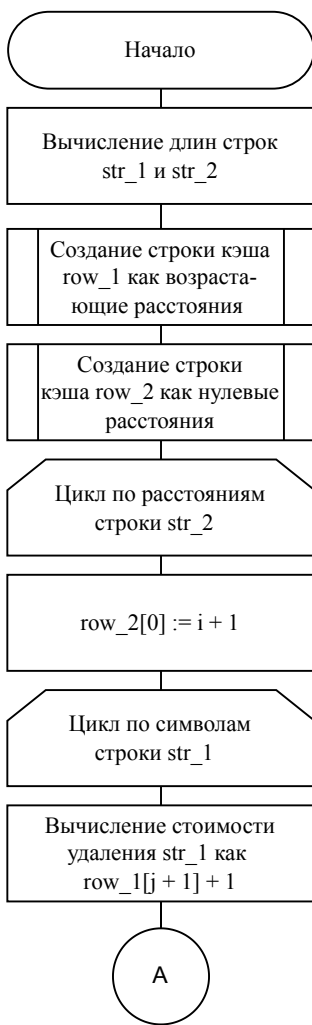 Начало
Вычисление длин строк
str_1 и str_2
Создание строки кэша
row_1 как возраста-
ющие расстояния
Создание строки
кэша row_2 как нулевые
расстояния
Цикл по расстояниям
строки str_2
row_2[0] := i + 1
Цикл по символам
строки str_1
Вычисление стоимости
удаления str_1 как
row_1[j + 1] + 1
А